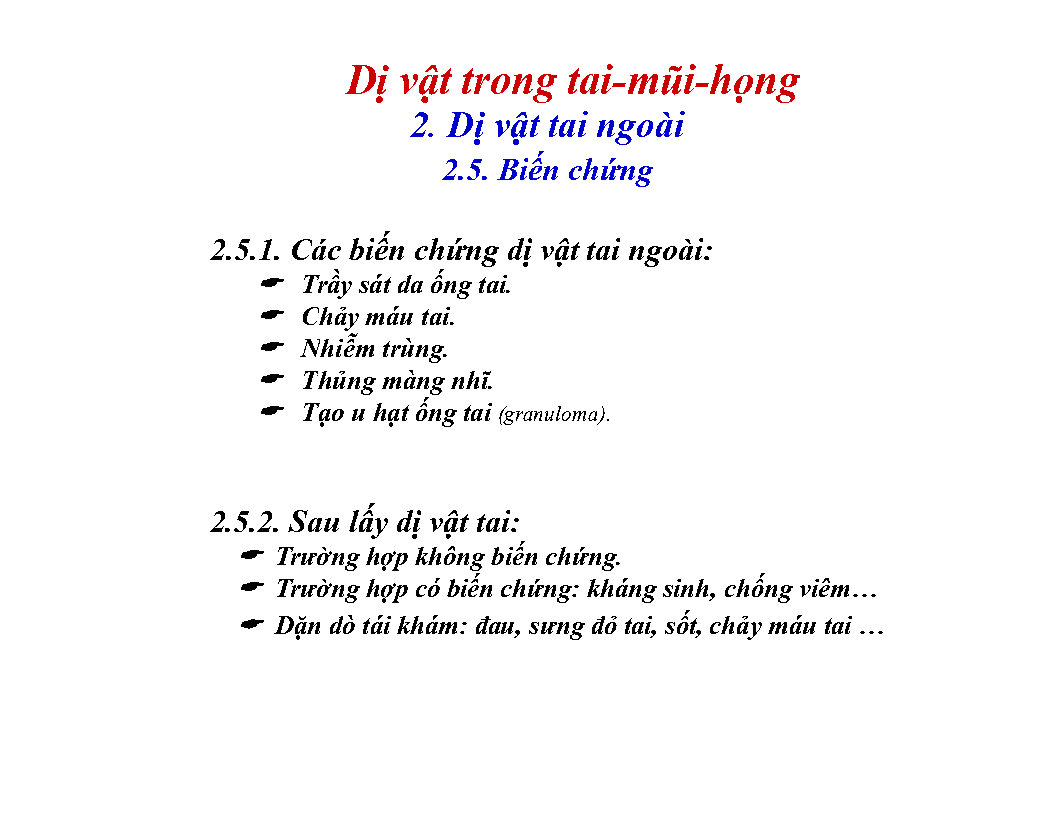 Dị vật trong tai-mũi-họng
2. Dị vật tai ngoài
2.5. Biến chứng
2.5.1. Các biến chứng dị vật tai ngoài:
Trầy sát da ống tai.
Chảy máu tai.
Nhiễm trùng.
Thủng màng nhĩ.
Tạo u hạt ống tai (granuloma).
2.5.2. Sau lấy dị vật tai:
Trường hợp không biến chứng.
Trường hợp có biến chứng: kháng sinh, chống viêm…
Dặn dò tái khám: đau, sưng đỏ tai, sốt, chảy máu tai …